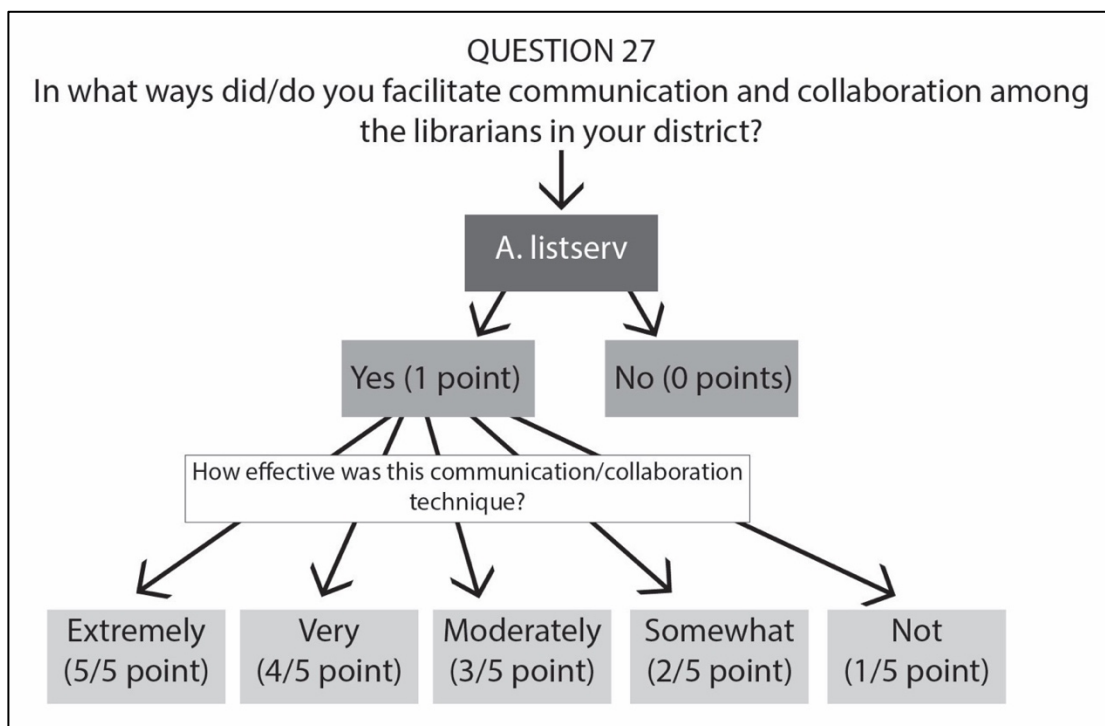 QUESTION 27
In what ways did/do you facilitate communication and collaboration among
the librarians in your district?
A. listserv
Yes (1 point)
No (0 points)
How effective was this communication/collaboration
technique?
Extremely
(5/5 point)
Very
(4/5 point)
Moderately
(3/5 point)
Somewhat
(2/5 point)
Not
(1/5 point)